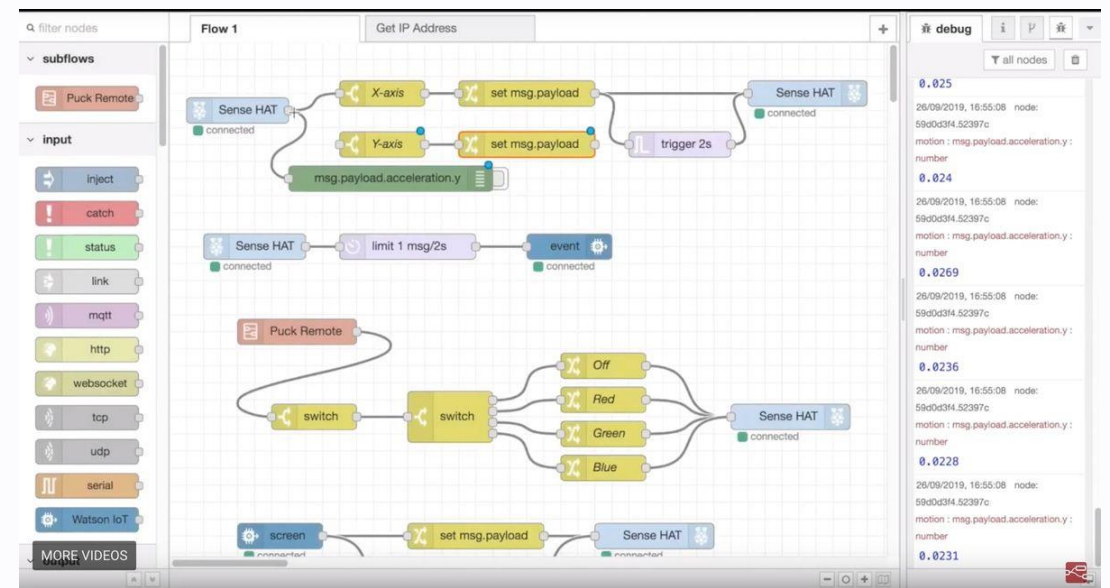 filter nodes
subflows
Puck Remote
input
inject
catch
status
link
mqtt
http
websocket
tcp
udp
serial
Watson IoT
MORE VIDEOS
output
Flow 1
Get IP Address
Sense HAT
connected
X-axis
set msg.payload
Sense HAT
connected
Y-axis
set msg.payload
trigger 2s
msg.payload.acceleration.y
Sense HAT
connected
limit 1 msg/2s
event
connected
Puck Remote
switch
switch
Off
Red
Green
Blue
Sense HAT
connected
screen
connected
set msg.payload
Sense HAT
connected
debug
i
all nodes
0.025
26/09/2019, 16:55:08 node:
59d0d3f4.52397c
motion : msg.payload.acceleration.y :
number
0.024
26/09/2019, 16:55:08 node:
59d0d3f4.52397c
motion : msg.payload.acceleration.y :
number
0.0269
26/09/2019, 16:55:08 node:
59d0d3f4.52397c
motion : msg.payload.acceleration.y :
number
0.0236
26/09/2019, 16:55:08 node:
59d0d3f4.52397c
motion : msg.payload.acceleration.y :
number
0.0228
26/09/2019, 16:55:08 node:
59d0d3f4.52397c
motion : msg.payload.acceleration.y :
number
0.0231